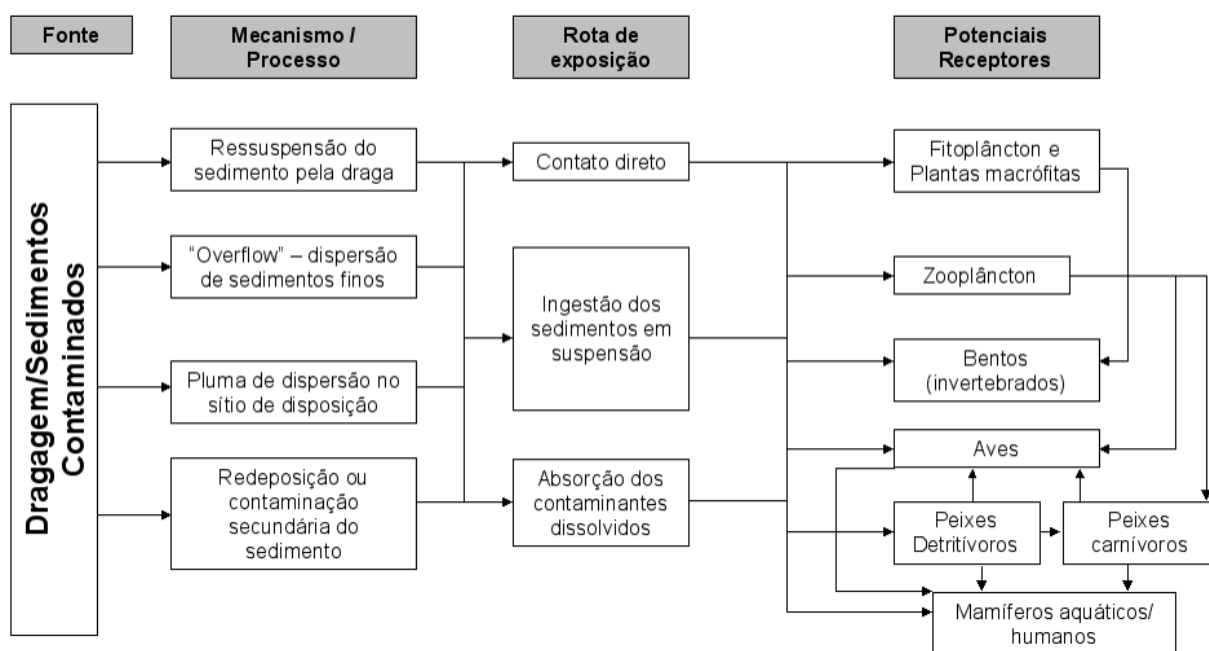 Fonte
Mecanismo /
Processo
Rota de
exposição
Potenciais
Receptores
Dragagem/Sedimentos
Contaminados
Ressuspensão do
sedimento pela draga
“Overflow” – dispersão
de sedimentos finos
Pluma de dispersão no
sítio de disposição
Redeposição ou
contaminação
secundária do
sedimento
Contato direto
Ingestão dos
sedimentos em
suspensão
Absorção dos
contaminantes
dissolvidos
Fitoplâncton e
Plantas macrófitas
Zooplâncton
Bentos
(invertebrados)
Aves
Peixes
Detritívoros
Peixes
carnívoros
Mamíferos aquáticos/
humanos